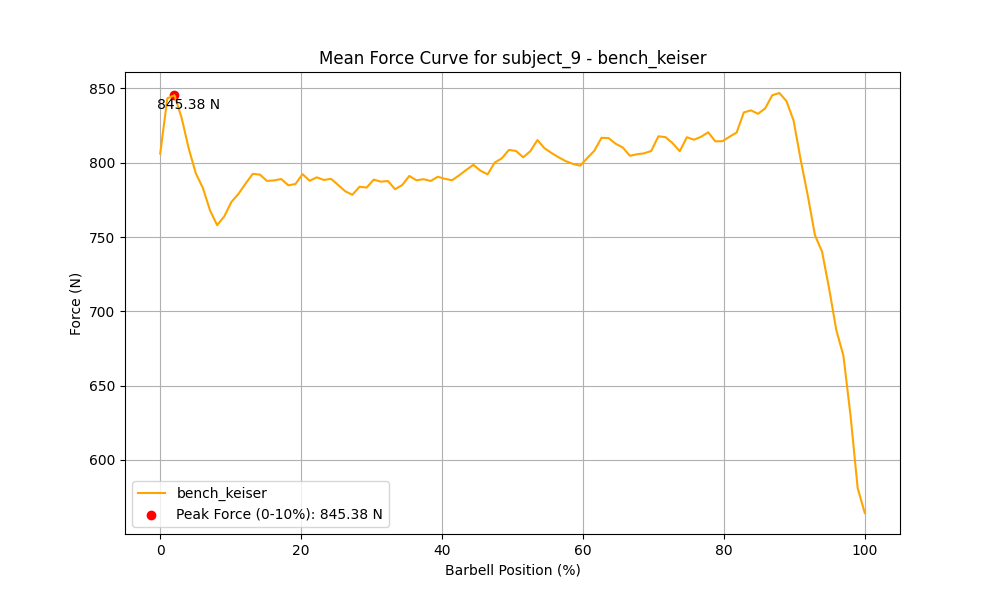 Mean Force Curve for subject_9 - bench_keiser
Force (N)
850
800
750
700
650
600
845.38 N
bench_keiser
Peak Force (0-10%): 845.38 N
0 20 40 60 80 100
Barbell Position (%)